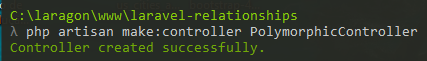 C:\laragon\www\laravel-relationships
λ php artisan make:controller PolymorphicController
Controller created successfully.